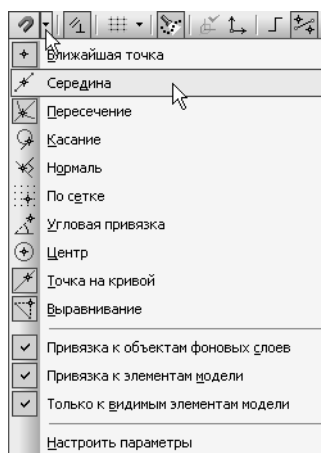 Ближайшая точка
Середина
Пересечение
Касание
Нормаль
По сетке
Угловая привязка
Центр
Точка на кривой
Выравнивание
Привязка к объектам фоновых слоев
Привязка к элементам модели
Только к видимым элементам модели
Настроить параметры